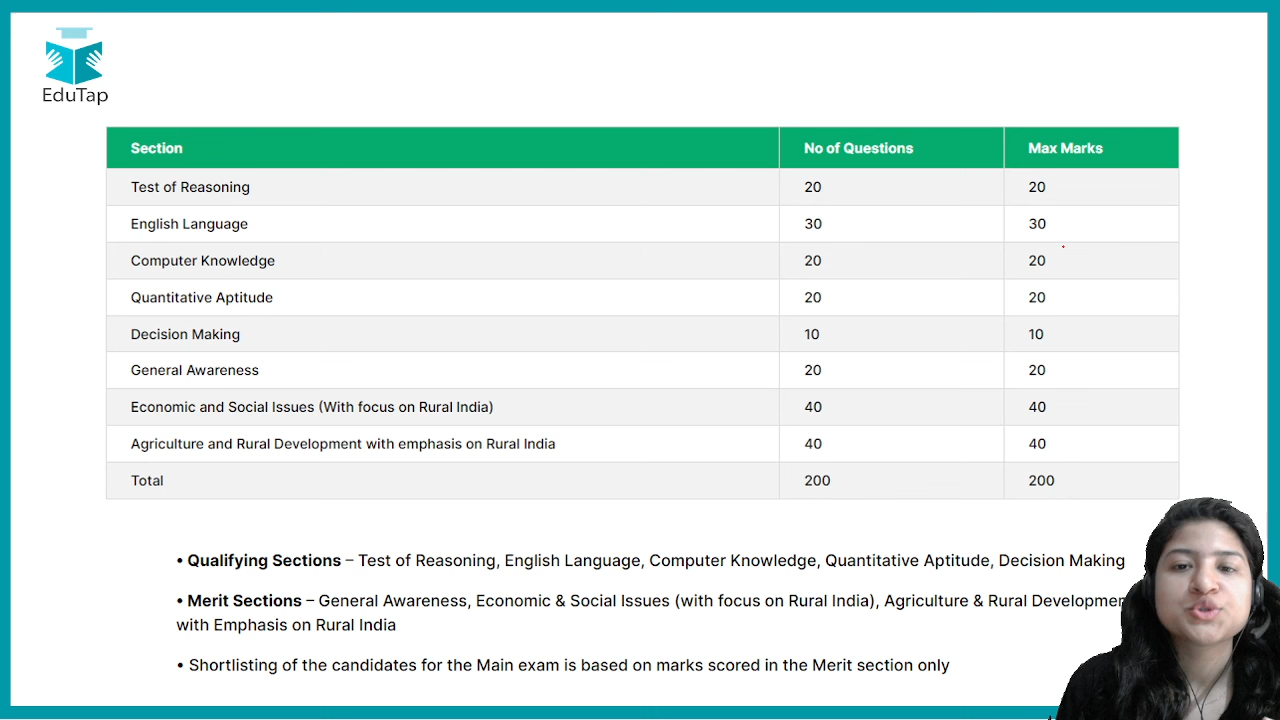 EduTap
Section No of Questions Max Marks
Test of Reasoning 20 20
English Language 30 30
Computer Knowledge 20 20
Quantitative Aptitude 20 20
Decision Making 10 10
General Awareness 20 20
Economic and Social Issues (With focus on Rural India) 40 40
Agriculture and Rural Development with emphasis on Rural India 40 40
Total 200 200
• Qualifying Sections – Test of Reasoning, English Language, Computer Knowledge, Quantitative Aptitude, Decision Making
• Merit Sections – General Awareness, Economic & Social Issues (with focus on Rural India), Agriculture & Rural
with Emphasis on Rural India
• Shortlisting of the candidates for the Main exam is based on marks scored in the Merit section only